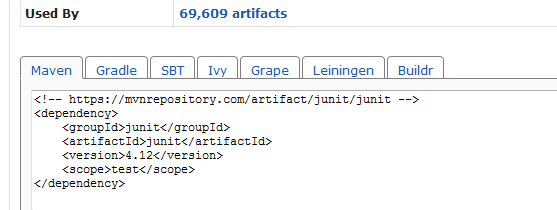 Used By 69,609 artifacts
Maven Gradle SBT Ivy Grape Leiningen Buildr
<!-- https://mvnrepository.com/artifact/junit/junit -->
<dependency>
    <groupId>junit</groupId>
    <artifactId>junit</artifactId>
    <version>4.12</version>
    <scope>test</scope>
</dependency>